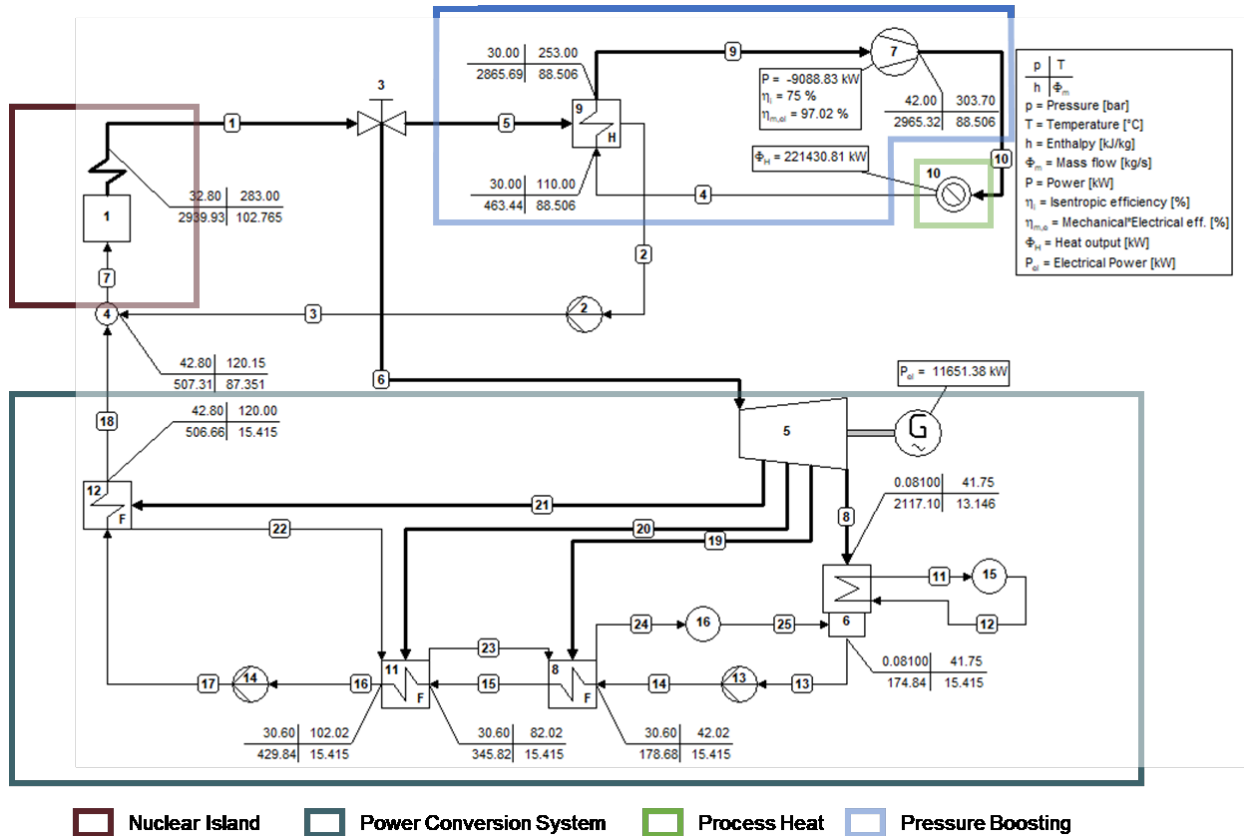 30.00 253.00
2865.69 88.506
9
7
P = -9088.83 kW
ηi = 75 %
ηm,el = 97.02 %
42.00 303.70
2965.32 88.506
p T
h Φm
p = Pressure [bar]
T = Temperature [°C]
h = Enthalpy [kJ/kg]
Φm = Mass flow [kg/s]
P = Power [kW]
ηi = Isentropic efficiency [%]
ηm,e = Mechanical*Electrical eff. [%]
ΦH = Heat output [kW]
Pel = Electrical Power [kW]
3
1
5
9
H
ΦH = 221430.81 kW
10
10
30.00 110.00
463.44 88.506
4
32.80 283.00
2939.93 102.765
1
2
7
4
3
2
42.80 120.15
507.31 87.351
6
Pel = 11651.38 kW
42.80 120.00
506.66 15.415
18
5
G
~
0.08100 41.75
2117.10 13.146
12
F
21
22
20
19
8
11
15
12
6
24
16
25
23
11
F
8
F
17
14
16
15
14
13
13
0.08100 41.75
174.84 15.415
30.60 102.02
429.84 15.415
30.60 82.02
345.82 15.415
30.60 42.02
178.68 15.415
Nuclear Island
Power Conversion System
Process Heat
Pressure Boosting